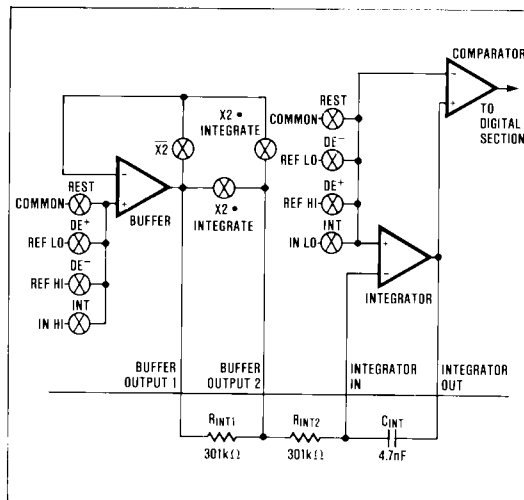 COMPARATOR
−
+
TO
DIGITAL
SECTION
X2 •
INTEGRATE
X̅2̅
REST
COMMON
DE−
REF LO
DE+
REF HI
INT
IN LO
−
+
BUFFER
REST
COMMON
DE+
REF LO
DE−
REF HI
INT
IN HI
X2 •
INTEGRATE
+
−
INTEGRATOR
BUFFER
OUTPUT 1
BUFFER
OUTPUT 2
INTEGRATOR
IN
INTEGRATOR
OUT
RINT1
301kΩ
RINT2
301kΩ
CINT
4.7nF